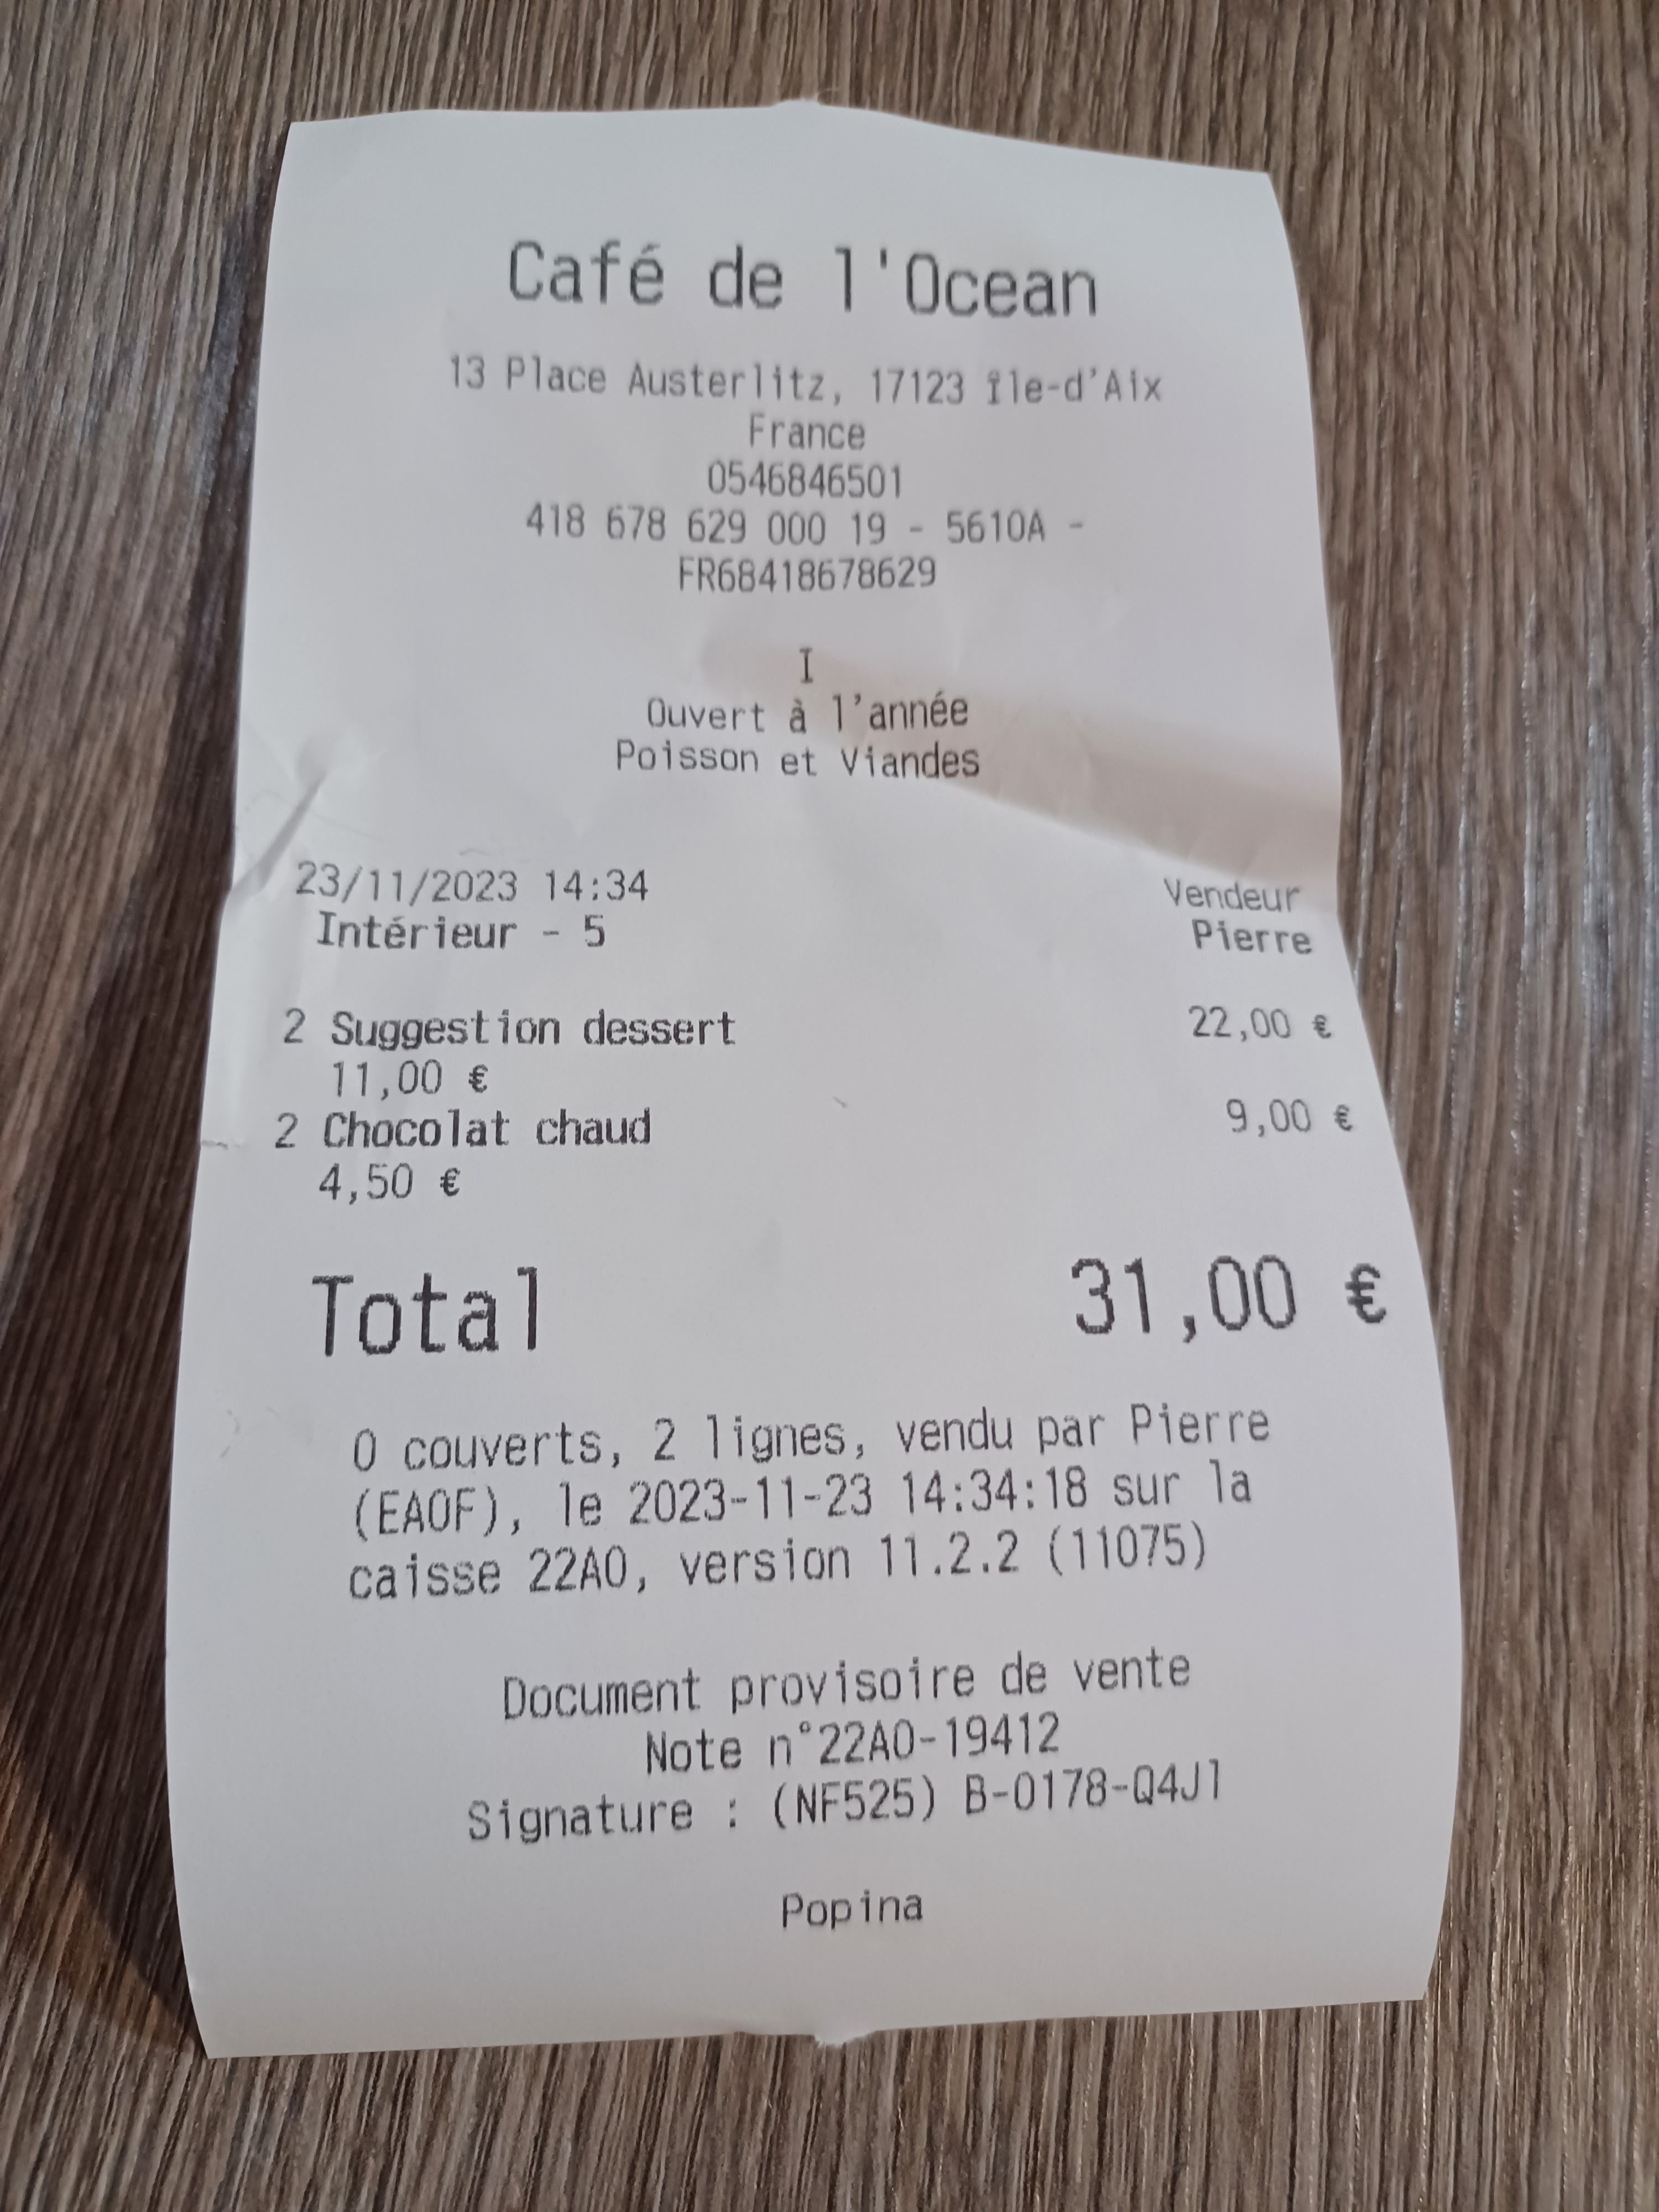 Café de l'Ocean
13 Place Austerlitz, 17123 île-d'Aix
France
0546846501
418 678 629 000 19 - 5610A -
FR68418678629
I
Ouvert à l'année
Poisson et Viandes
23/11/2023 14:34 Vendeur
Intérieur - 5 Pierre
2 Suggestion dessert 22,00 €
11,00 €
2 Chocolat chaud 9,00 €
4,50 €
Total 31,00 €
0 couverts, 2 lignes, vendu par Pierre
(EA0F), le 2023-11-23 14:34:18 sur la
caisse 22A0, version 11.2.2 (11075)
Document provisoire de vente
Note n°22A0-19412
Signature : (NF525) B-0178-Q4J1
Popina